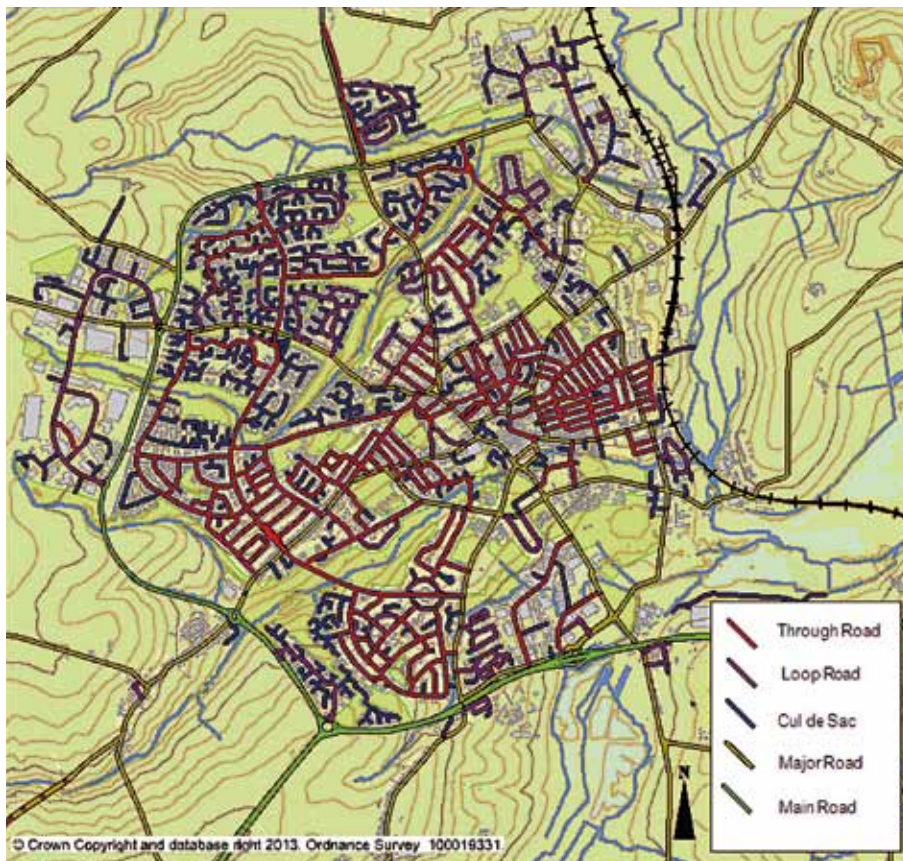 Through Road
Loop Road
Cul de Sac
Major Road
Main Road
N
© Crown Copyright and database right 2013. Ordnance Survey 100019331.